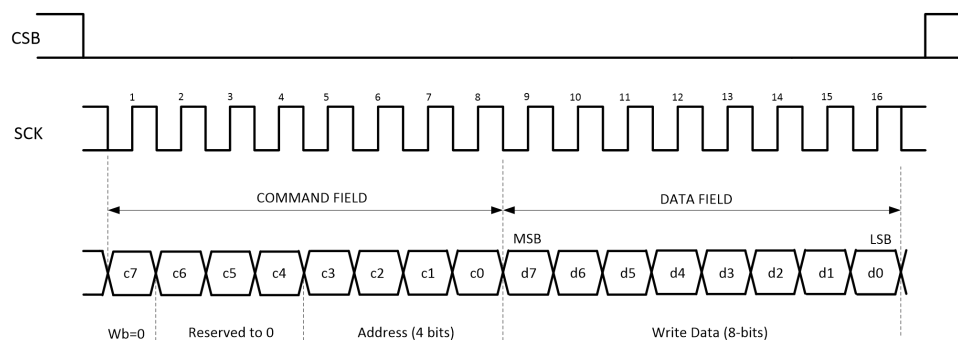 CSB
1 2 3 4 5 6 7 8 9 10 11 12 13 14 15 16
SCK
COMMAND FIELD DATA FIELD
MSB LSB
c7 c6 c5 c4 c3 c2 c1 c0 d7 d6 d5 d4 d3 d2 d1 d0
Wb=0 Reserved to 0 Address (4 bits) Write Data (8-bits)